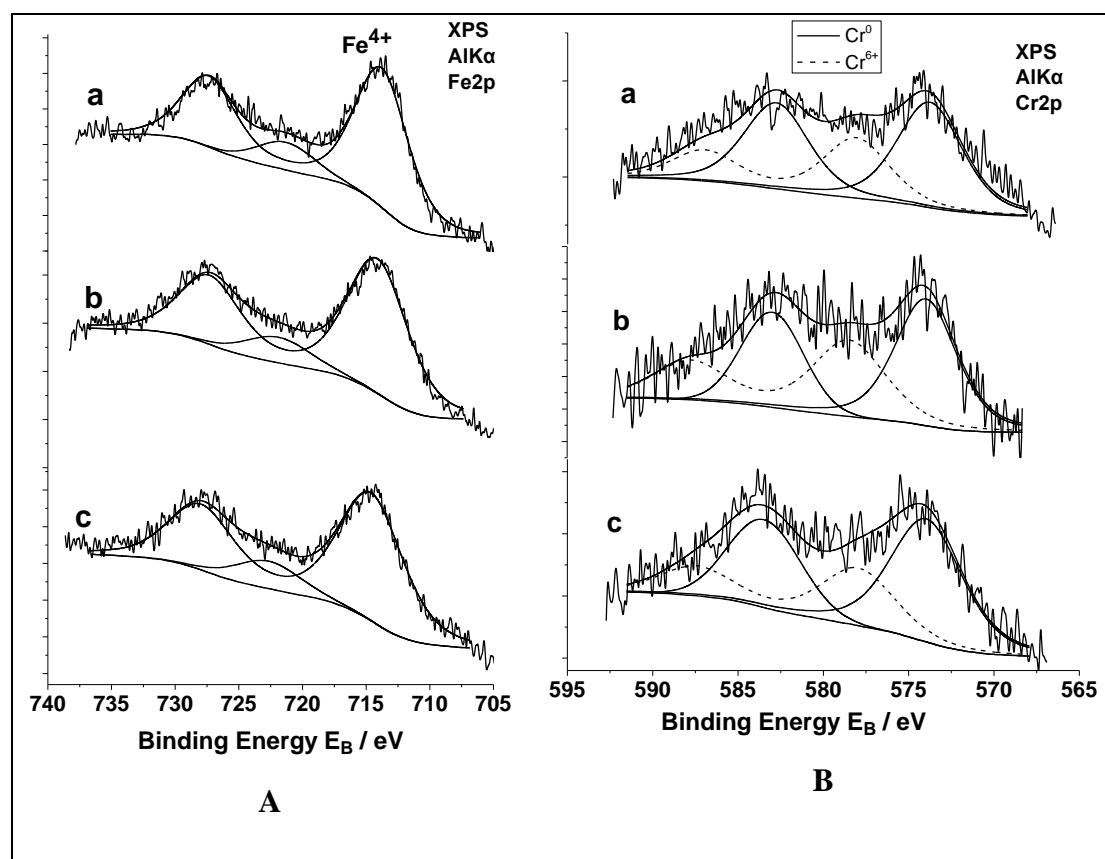 Fe4+
XPS
AlKα
Fe2p
a
b
c
740 735 730 725 720 715 710 705
Binding Energy EB / eV
A
Cr0
Cr6+
XPS
AlKα
Cr2p
a
b
c
595 590 585 580 575 570 565
Binding Energy EB / eV
B